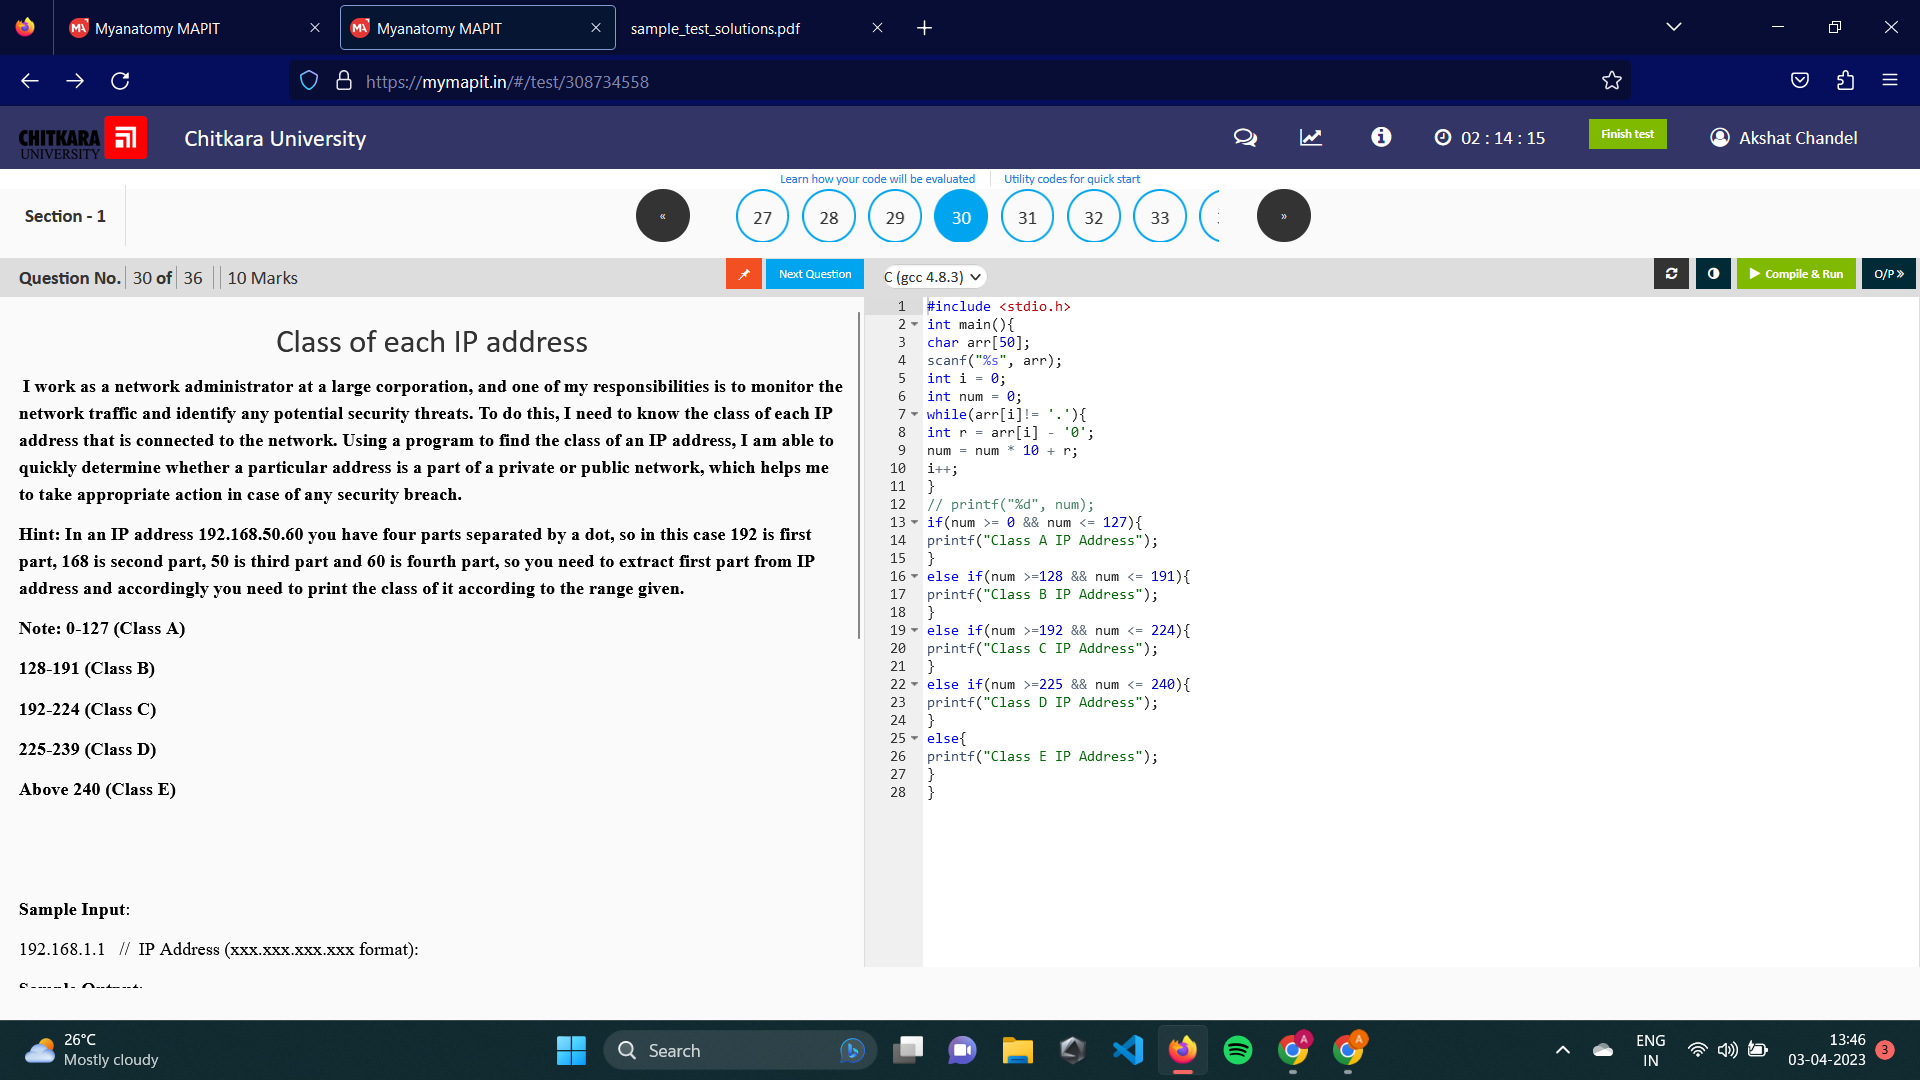 Myanatomy MAPIT
Myanatomy MAPIT
sample_test_solutions.pdf
https://mymapit.in/#/test/308734558
CHITKARA
UNIVERSITY
Chitkara University
02 : 14 : 15
Finish test
Akshat Chandel
Learn how your code will be evaluated
Utility codes for quick start
Section - 1
«
27
28
29
30
31
32
33
»
Question No. 30 of 36 10 Marks
Next Question
C (gcc 4.8.3)
Compile & Run
O/P »
Class of each IP address
I work as a network administrator at a large corporation, and one of my responsibilities is to monitor the
network traffic and identify any potential security threats. To do this, I need to know the class of each IP
address that is connected to the network. Using a program to find the class of an IP address, I am able to
quickly determine whether a particular address is a part of a private or public network, which helps me
to take appropriate action in case of any security breach.
Hint: In an IP address 192.168.50.60 you have four parts separated by a dot, so in this case 192 is first
part, 168 is second part, 50 is third part and 60 is fourth part, so you need to extract first part from IP
address and accordingly you need to print the class of it according to the range given.
Note: 0-127 (Class A)
128-191 (Class B)
192-224 (Class C)
225-239 (Class D)
Above 240 (Class E)
Sample Input:
192.168.1.1 // IP Address (xxx.xxx.xxx.xxx format):
Sample Output:
1 #include <stdio.h>
2 int main(){
3 char arr[50];
4 scanf("%s", arr);
5 int i = 0;
6 int num = 0;
7 while(arr[i]!= '.'){
8 int r = arr[i] - '0';
9 num = num * 10 + r;
10 i++;
11 }
12 // printf("%d", num);
13 if(num >= 0 && num <= 127){
14 printf("Class A IP Address");
15 }
16 else if(num >=128 && num <= 191){
17 printf("Class B IP Address");
18 }
19 else if(num >=192 && num <= 224){
20 printf("Class C IP Address");
21 }
22 else if(num >=225 && num <= 240){
23 printf("Class D IP Address");
24 }
25 else{
26 printf("Class E IP Address");
27 }
28 }
26°C
Mostly cloudy
Search
A
A
ENG
IN
13:46
03-04-2023
3